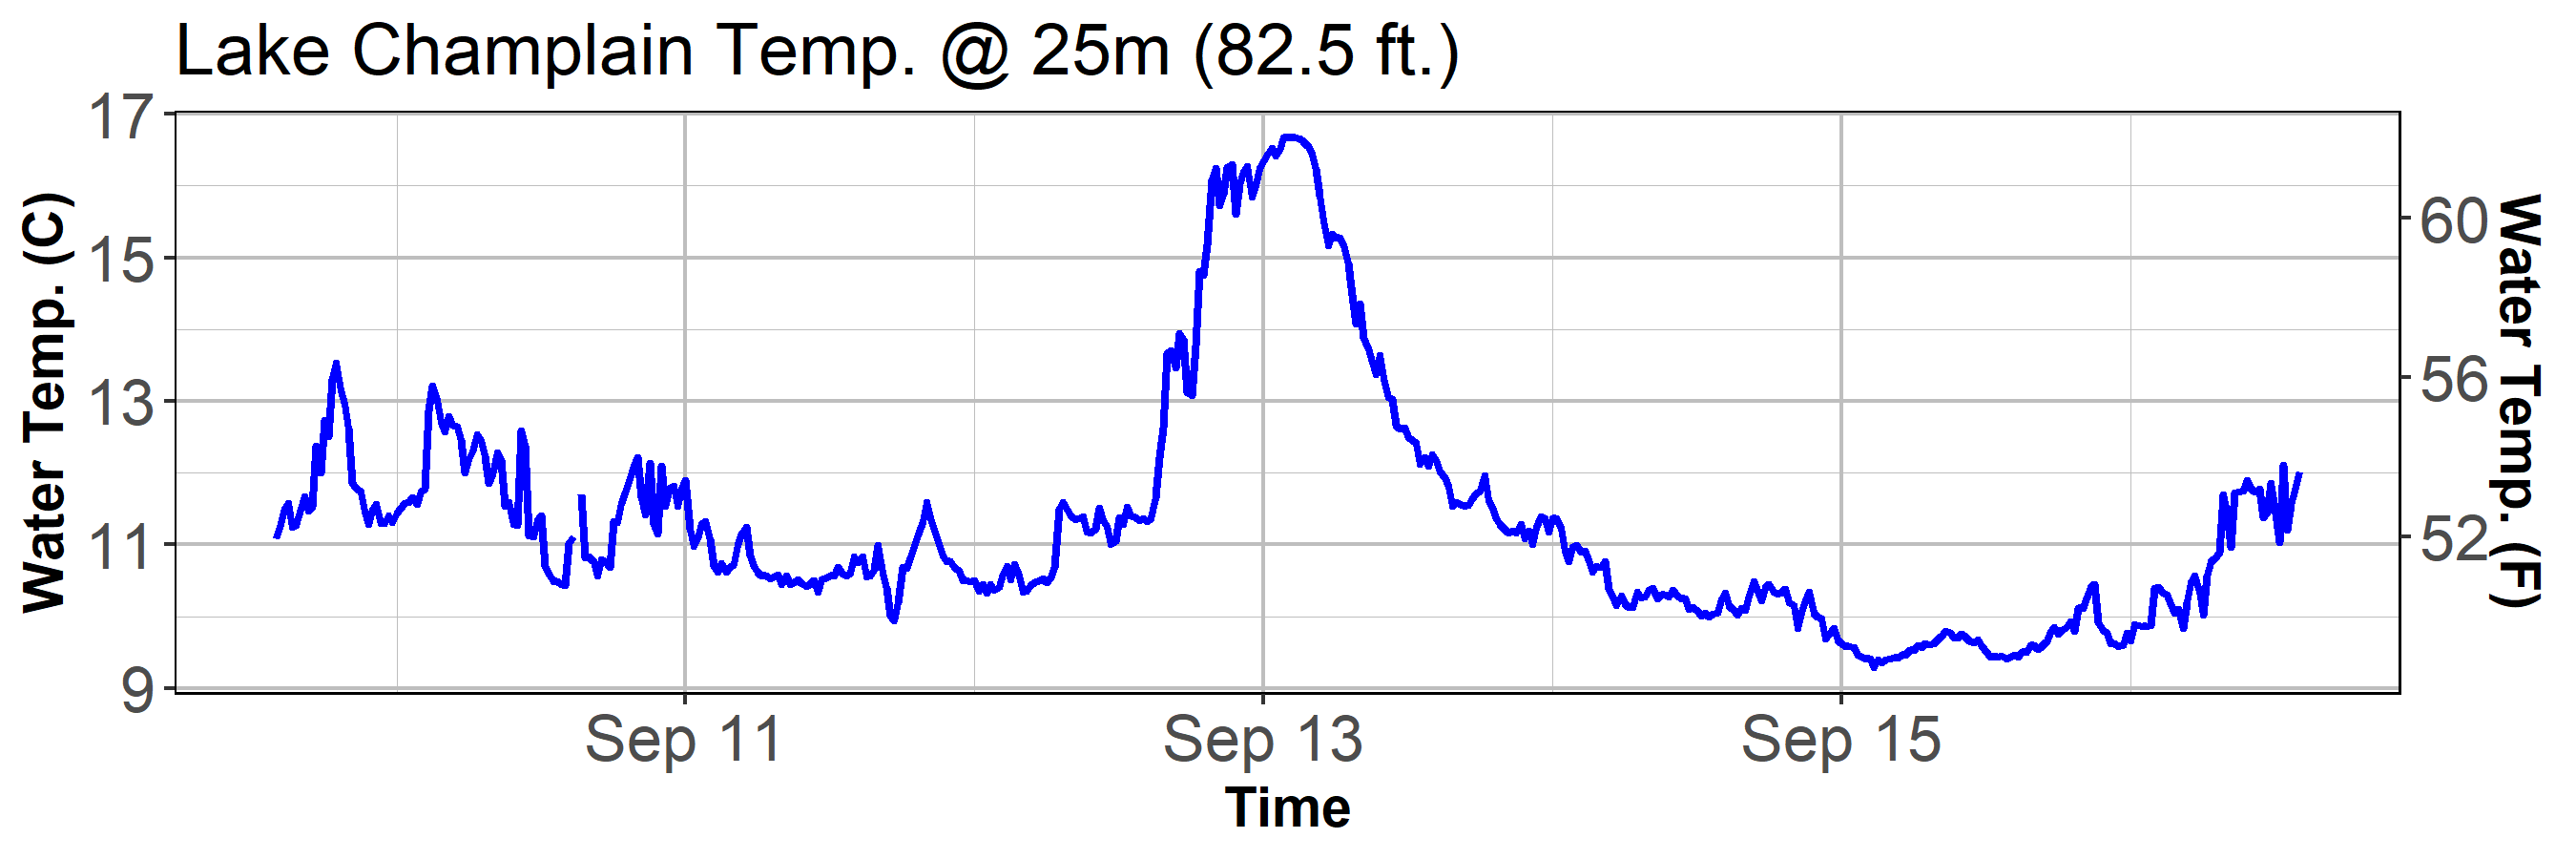 Lake Champlain Temp. @ 25m (82.5 ft.)
Water Temp. (C)
17
15
13
11
9
60
56
52
Water Temp. (F)
Sep 11
Sep 13
Sep 15
Time